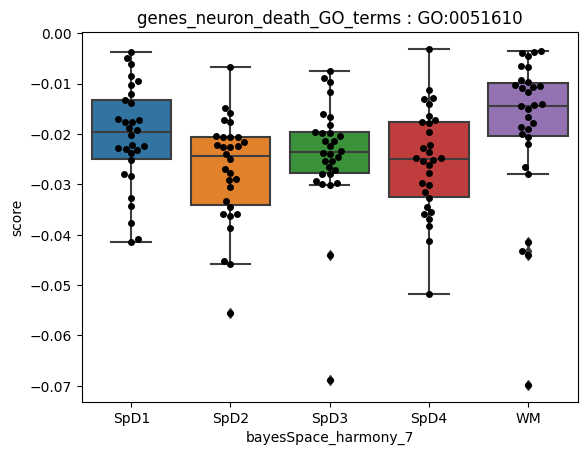 genes_neuron_death_GO_terms : GO:0051610
0.00
−0.01
−0.02
−0.03
−0.04
−0.05
−0.06
−0.07
score
SpD1 SpD2 SpD3 SpD4 WM
bayesSpace_harmony_7